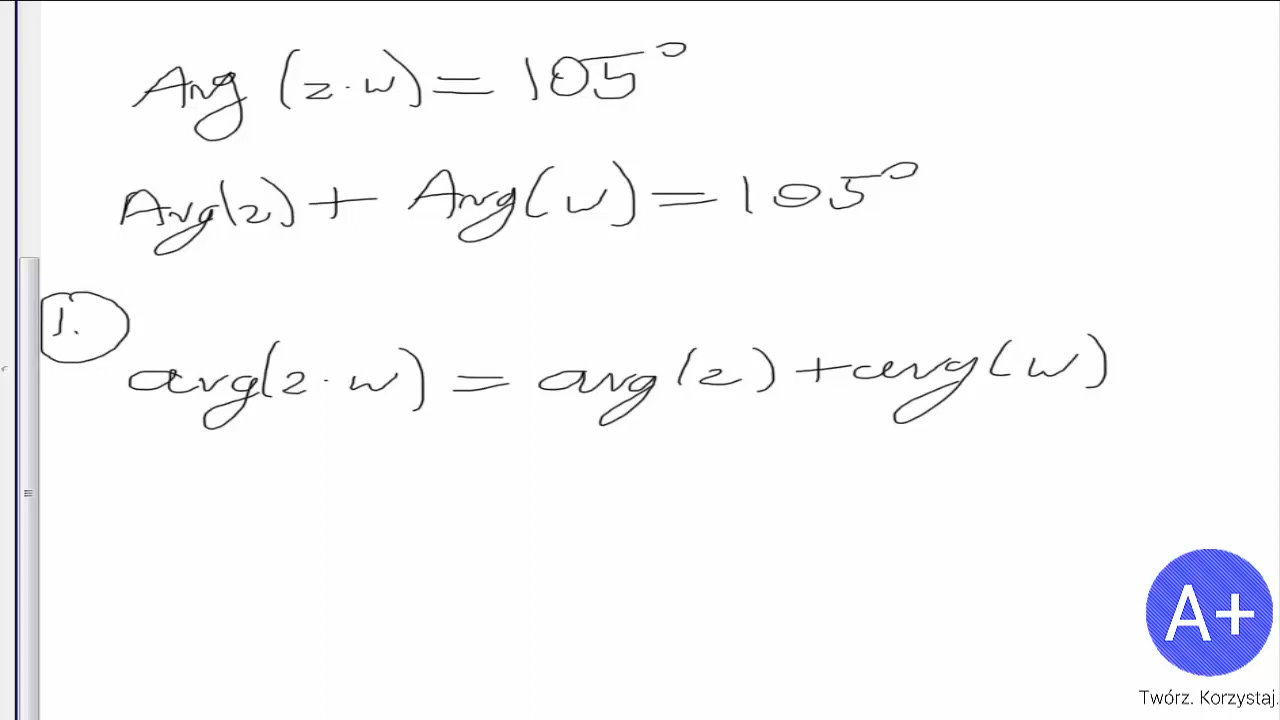 Arg (z·w) = 105°
Arg(z) + Arg(w) = 105°
1.
arg(z·w) = arg(z) + arg(w)
A+
Twórz. Korzystaj.